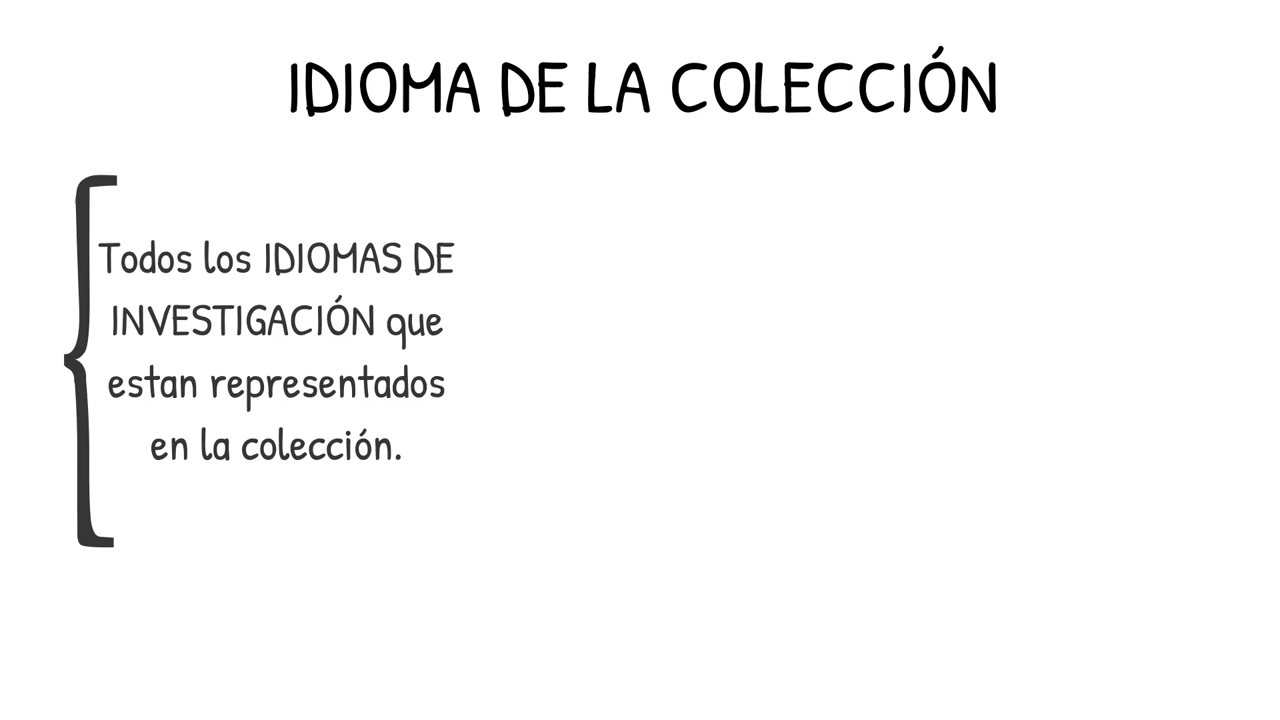 IDIOMA DE LA COLECCIÓN
Todos los IDIOMAS DE
INVESTIGACIÓN que
estan representados
en la colección.